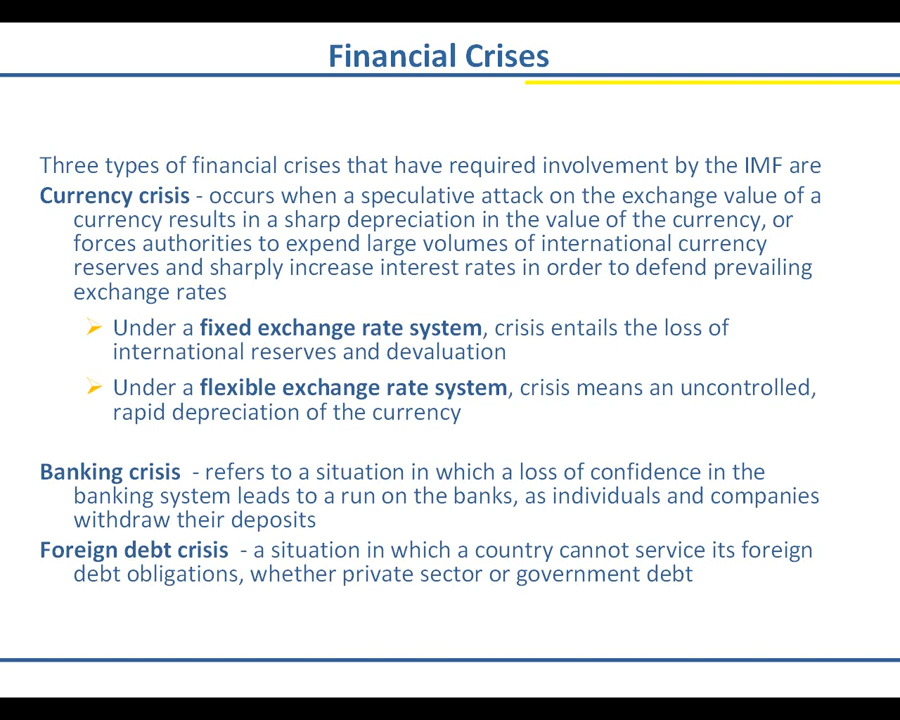 Financial Crises
Three types of financial crises that have required involvement by the IMF are
Currency crisis - occurs when a speculative attack on the exchange value of a
currency results in a sharp depreciation in the value of the currency, or
forces authorities to expend large volumes of international currency
reserves and sharply increase interest rates in order to defend prevailing
exchange rates
Under a fixed exchange rate system, crisis entails the loss of
international reserves and devaluation
Under a flexible exchange rate system, crisis means an uncontrolled,
rapid depreciation of the currency
Banking crisis  - refers to a situation in which a loss of confidence in the
banking system leads to a run on the banks, as individuals and companies
withdraw their deposits
Foreign debt crisis  - a situation in which a country cannot service its foreign
debt obligations, whether private sector or government debt